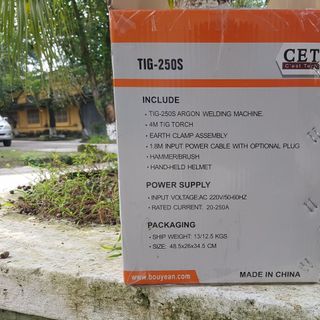 CET
C'est Tern
TIG-250S
INCLUDE
• TIG-250S ARGON WELDING MACHINE.
• 4M TIG TORCH
• EARTH CLAMP ASSEMBLY
• 1.8M INPUT POWER CABLE WITH OPTIONAL PLUG
• HAMMER/BRUSH
• HAND-HELD HELMET
POWER SUPPLY
• INPUT VOLTAGE:AC 220V/50-60HZ
• RATED CURRENT: 20-250A
PACKAGING
• SHIP WEIGHT: 13/12.5 KGS
• SIZE: 48.5x26x34.5 CM
www.bouyean.com
MADE IN CHINA